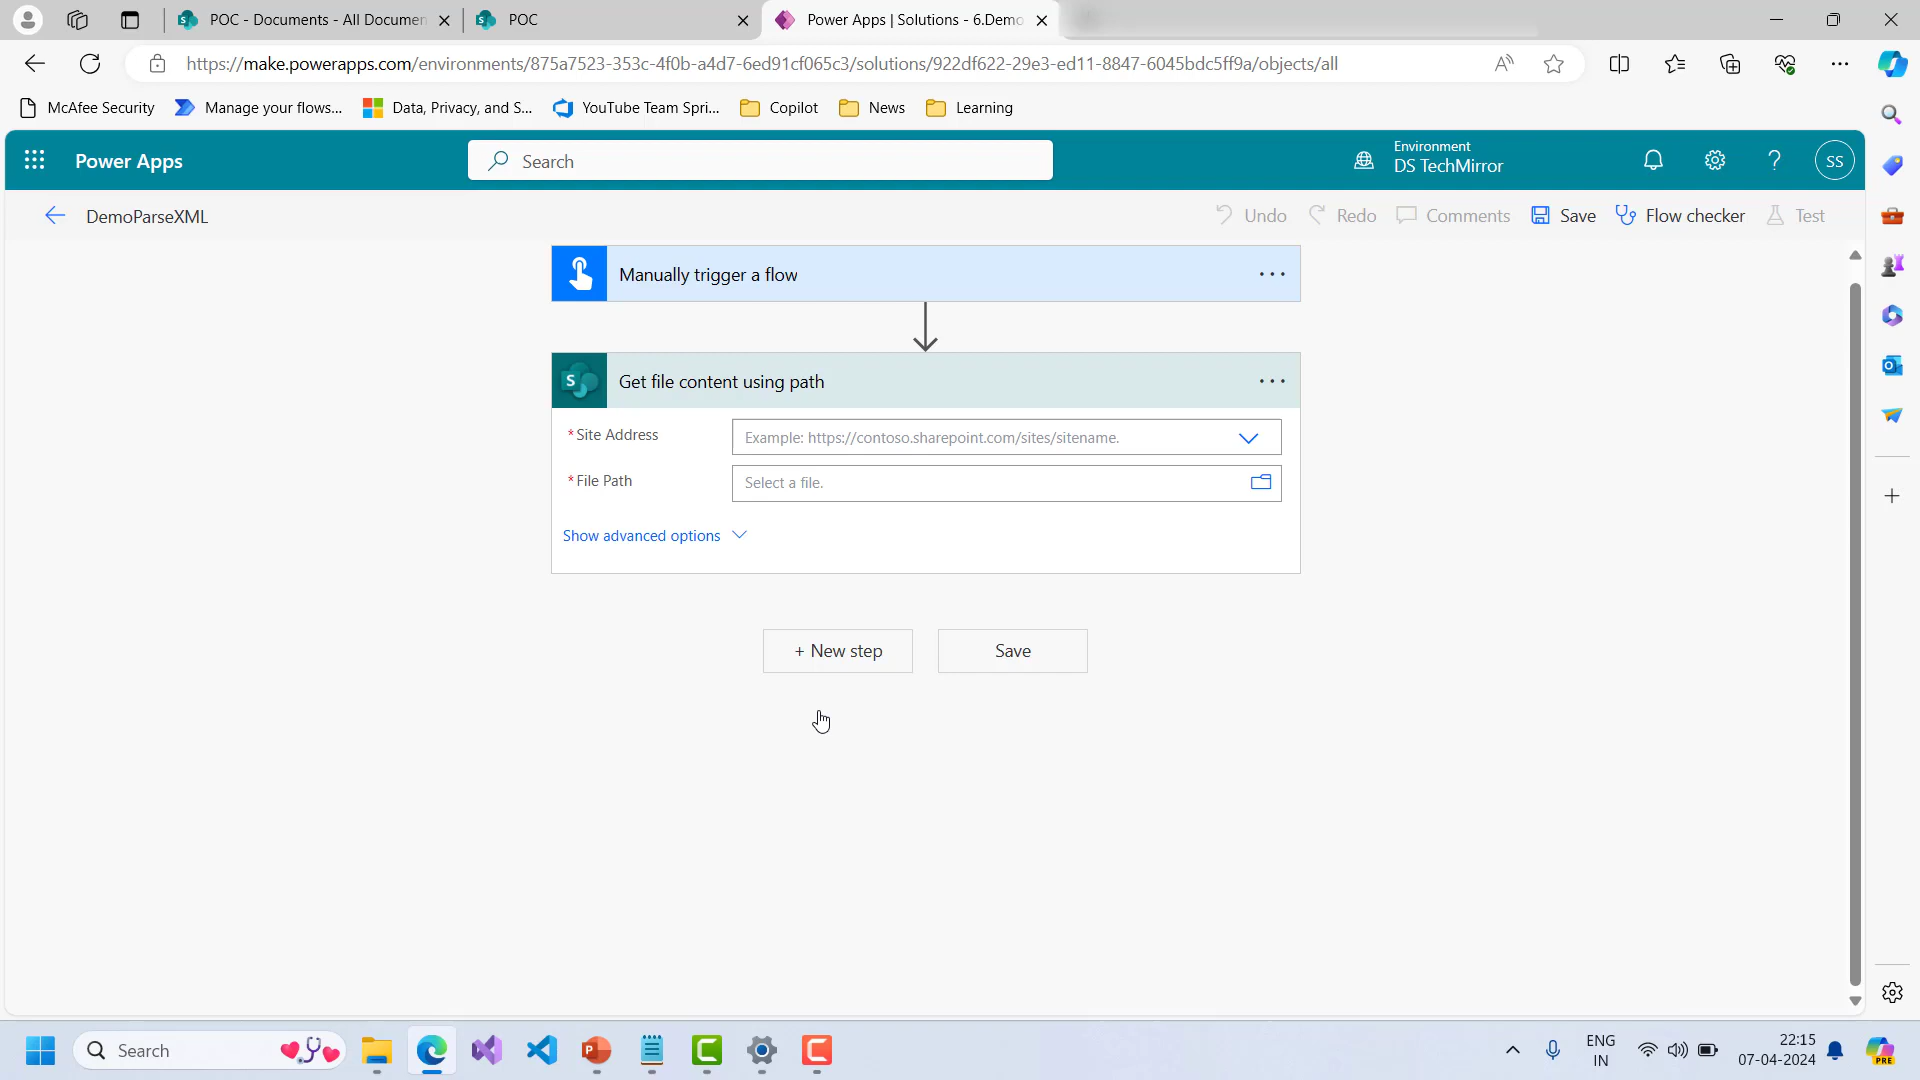 POC - Documents - All Documen
POC
Power Apps | Solutions - 6.Demo
https://make.powerapps.com/environments/875a7523-353c-4f0b-a4d7-6ed91cf065c3/solutions/922df622-29e3-ed11-8847-6045bdc5ff9a/objects/all
McAfee Security
Manage your flows...
Data, Privacy, and S...
YouTube Team Spri...
Copilot
News
Learning
Power Apps
Search
Environment
DS TechMirror
SS
DemoParseXML
Undo
Redo
Comments
Save
Flow checker
Test
Manually trigger a flow
S
Get file content using path
*Site Address
Example: https://contoso.sharepoint.com/sites/sitename.
*File Path
Select a file.
Show advanced options
+ New step
Save
Search
ENG
IN
22:15
07-04-2024
PRE